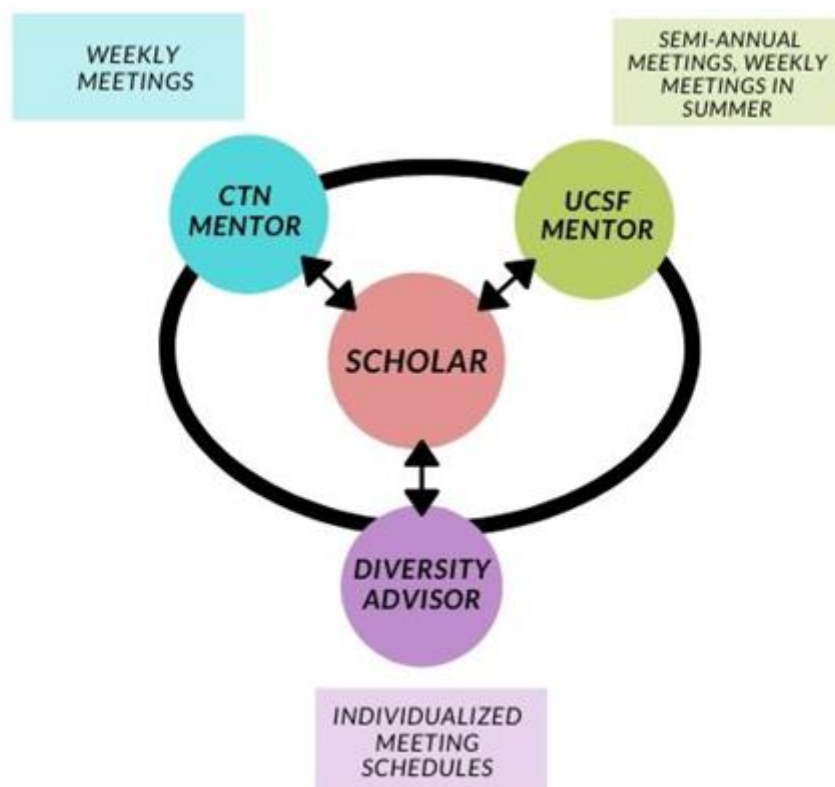 WEEKLY
MEETINGS
SEMI-ANNUAL
MEETINGS, WEEKLY
MEETINGS IN
SUMMER
CTN
MENTOR
UCSF
MENTOR
SCHOLAR
DIVERSITY
ADVISOR
INDIVIDUALIZED
MEETING
SCHEDULES